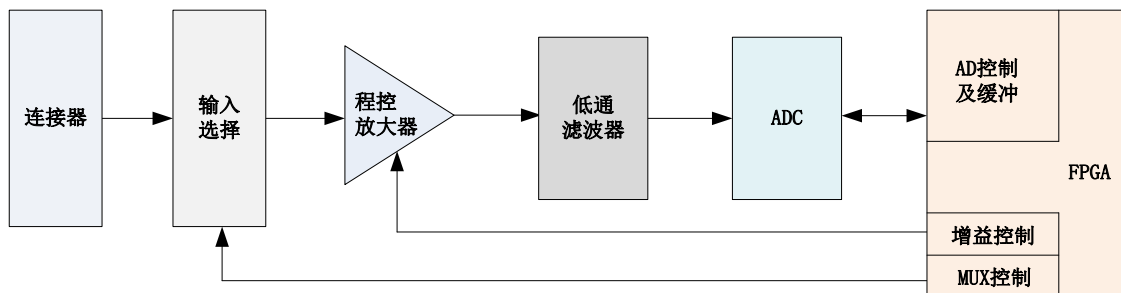 连接器
输入
选择
程控
放大器
低通
滤波器
ADC
AD控制
及缓冲
FPGA
增益控制
MUX控制